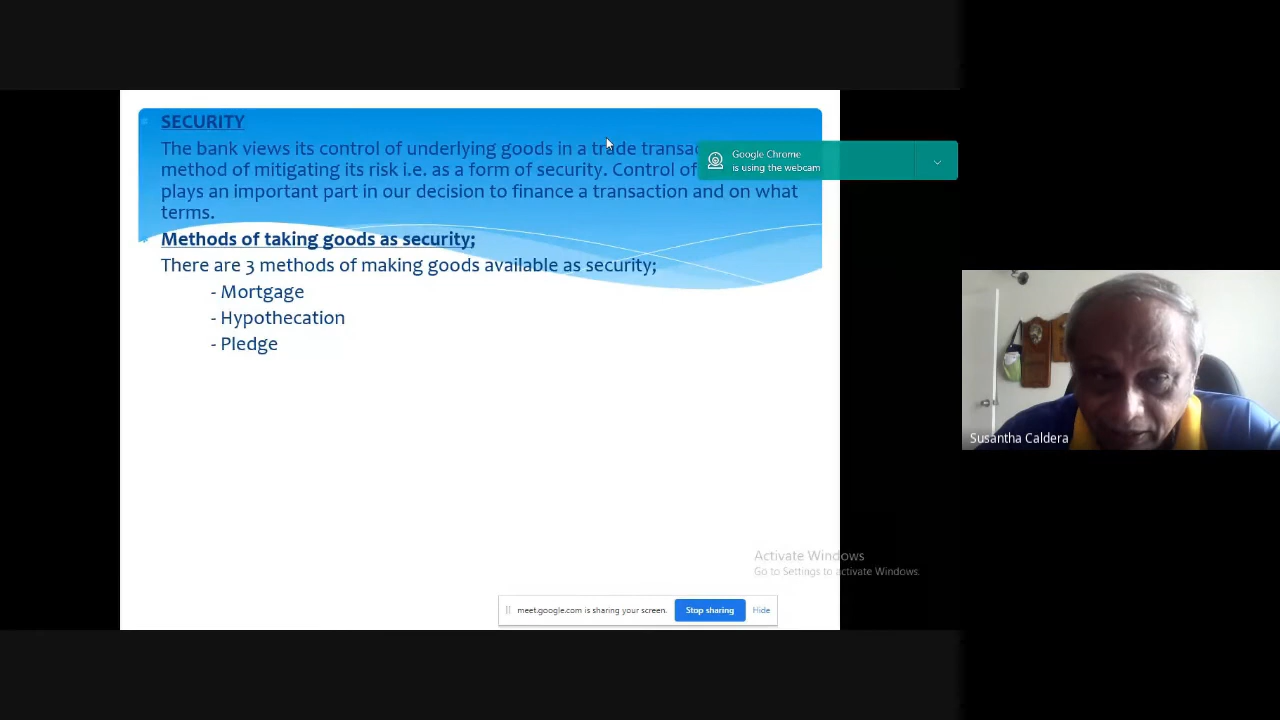 SECURITY
The bank views its control of underlying goods in a trade transac
method of mitigating its risk i.e. as a form of security. Control of
plays an important part in our decision to finance a transaction and on what
terms.
Methods of taking goods as security;
There are 3 methods of making goods available as security;
- Mortgage
- Hypothecation
- Pledge
Google Chrome
is using the webcam
Susantha Caldera
Activate Windows
Go to Settings to activate Windows.
meet.google.com is sharing your screen.
Stop sharing
Hide